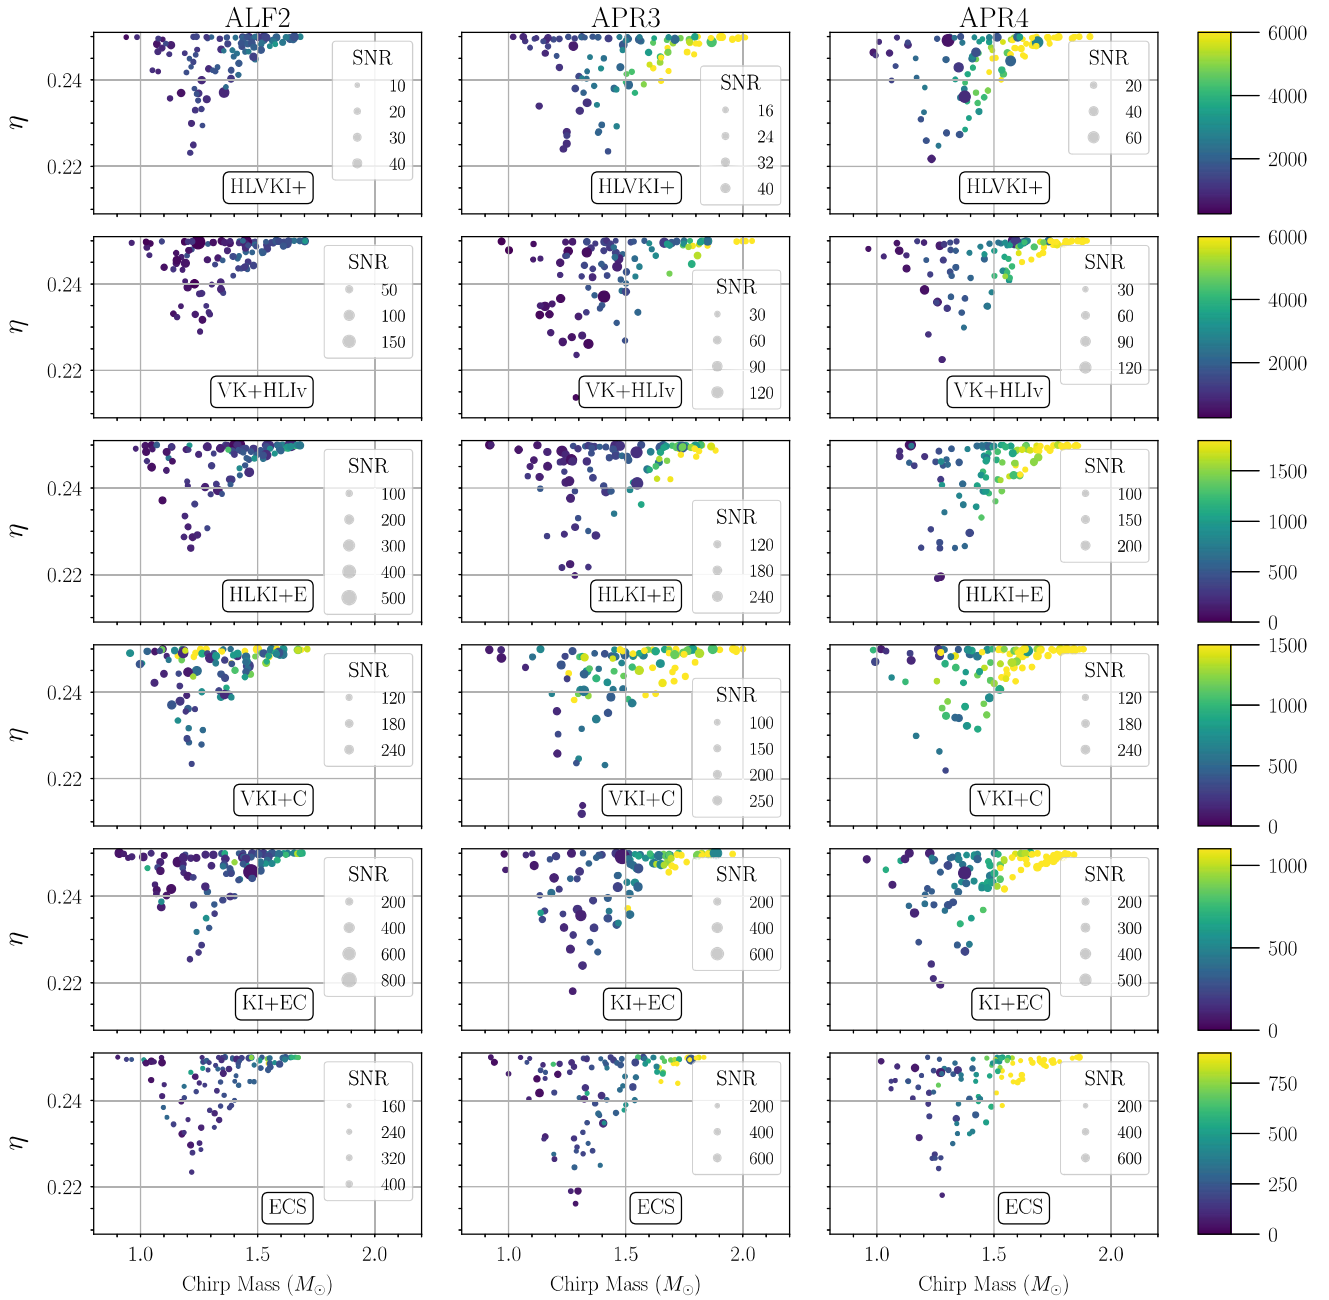 ALF2 APR3 APR4
η
0.24
0.22
SNR
10
20
30
40
HLVKI+
SNR
16
24
32
40
HLVKI+
SNR
20
40
60
HLVKI+
6000
4000
2000
η
0.24
0.22
SNR
50
100
150
VK+HLIv
SNR
30
60
90
120
VK+HLIv
SNR
30
60
90
120
VK+HLIv
6000
4000
2000
η
0.24
0.22
SNR
100
200
300
400
500
HLKI+E
SNR
120
180
240
HLKI+E
SNR
100
150
200
HLKI+E
1500
1000
500
0
η
0.24
0.22
SNR
120
180
240
VKI+C
SNR
100
150
200
250
VKI+C
SNR
120
180
240
VKI+C
1500
1000
500
0
η
0.24
0.22
SNR
200
400
600
800
KI+EC
SNR
200
400
600
KI+EC
SNR
200
300
400
500
KI+EC
1000
500
0
η
0.24
0.22
SNR
160
240
320
400
ECS
SNR
200
400
600
ECS
SNR
200
400
600
ECS
750
500
250
0
1.0 1.5 2.0 1.0 1.5 2.0 1.0 1.5 2.0
Chirp Mass (M☉) Chirp Mass (M☉) Chirp Mass (M☉)